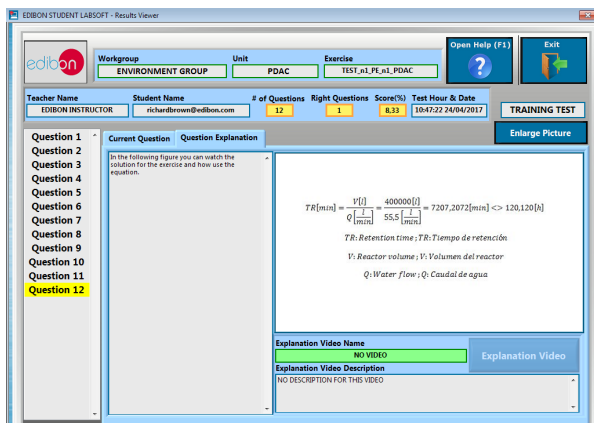 EDIBON STUDENT LABSOFT - Results Viewer
edibon
Workgroup
ENVIRONMENT GROUP
Unit
PDAC
Exercise
TEST_n1_PE_n1_PDAC
Open Help (F1)
?
Exit
Teacher Name
EDIBON INSTRUCTOR
Student Name
richardbrown@edibon.com
# of Questions
12
Right Questions
1
Score(%)
8,33
Test Hour & Date
10:47:22 24/04/2017
TRAINING TEST
Question 1
Question 2
Question 3
Question 4
Question 5
Question 6
Question 7
Question 8
Question 9
Question 10
Question 11
Question 12
Current Question
Question Explanation
Enlarge Picture
In the following figure you can watch the
solution for the exercise and how use the
equation.
TR[min] = V[l] / Q[l/min] = 400000[l] / 55,5[l/min] = 7207,2072[min] <> 120,120[h]
TR: Retention time ; TR: Tiempo de retención
V: Reactor volume ; V: Volumen del reactor
Q: Water flow ; Q: Caudal de agua
Explanation Video Name
NO VIDEO
Explanation Video
Explanation Video Description
NO DESCRIPTION FOR THIS VIDEO